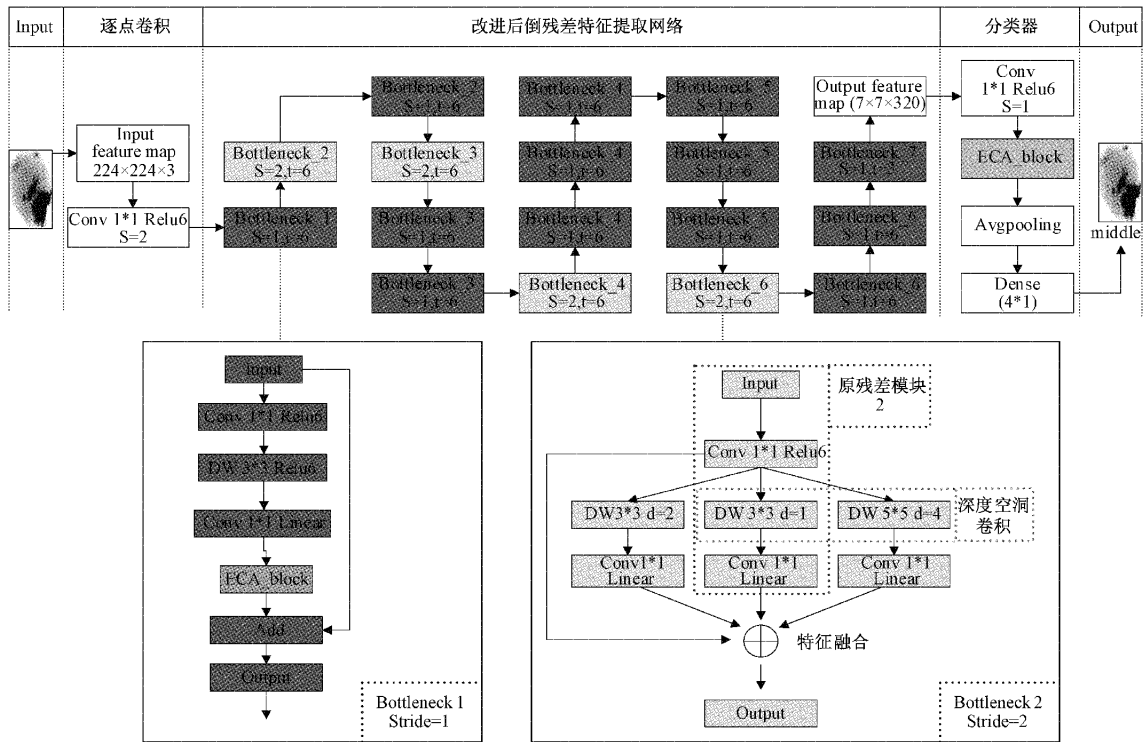 Input
逐点卷积
改进后倒残差特征提取网络
分类器
Output
Input
feature map
224×224×3
Conv 1*1 Relu6
S=2
Bottleneck_2
S=2,t=6
Bottleneck_1
Bottleneck_2
S=1,t=6
Bottleneck_3
S=2,t=6
Bottleneck_3
S=1,t=6
Bottleneck_3
S=1,t=6
Bottleneck_4
S=1,t=6
Bottleneck_4
S=1,t=6
Bottleneck_4
S=1,t=6
Bottleneck_4
S=2,t=6
Bottleneck_5
S=1,t=6
Bottleneck_5
S=1,t=6
Bottleneck_5
S=1,t=6
Bottleneck_6
S=2,t=6
Output feature
map (7×7×320)
Bottleneck_7
Bottleneck_6
Bottleneck_6
S=1,t=6
Conv
1*1 Relu6
S=1
ECA_block
Avgpooling
Dense
(4*1)
middle
Input
Conv 1*1 Relu6
DW 3*3 Relu6
Conv 1*1 Linear
ECA_block
Add
Output
Bottleneck 1
Stride=1
Input
原残差模块
2
Conv 1*1 Relu6
DW3*3 d=2
DW 3*3 d=1
DW 5*5 d=4
深度空洞
卷积
Conv1*1
Linear
Conv 1*1
Linear
Conv 1*1
Linear
特征融合
Output
Bottleneck 2
Stride=2